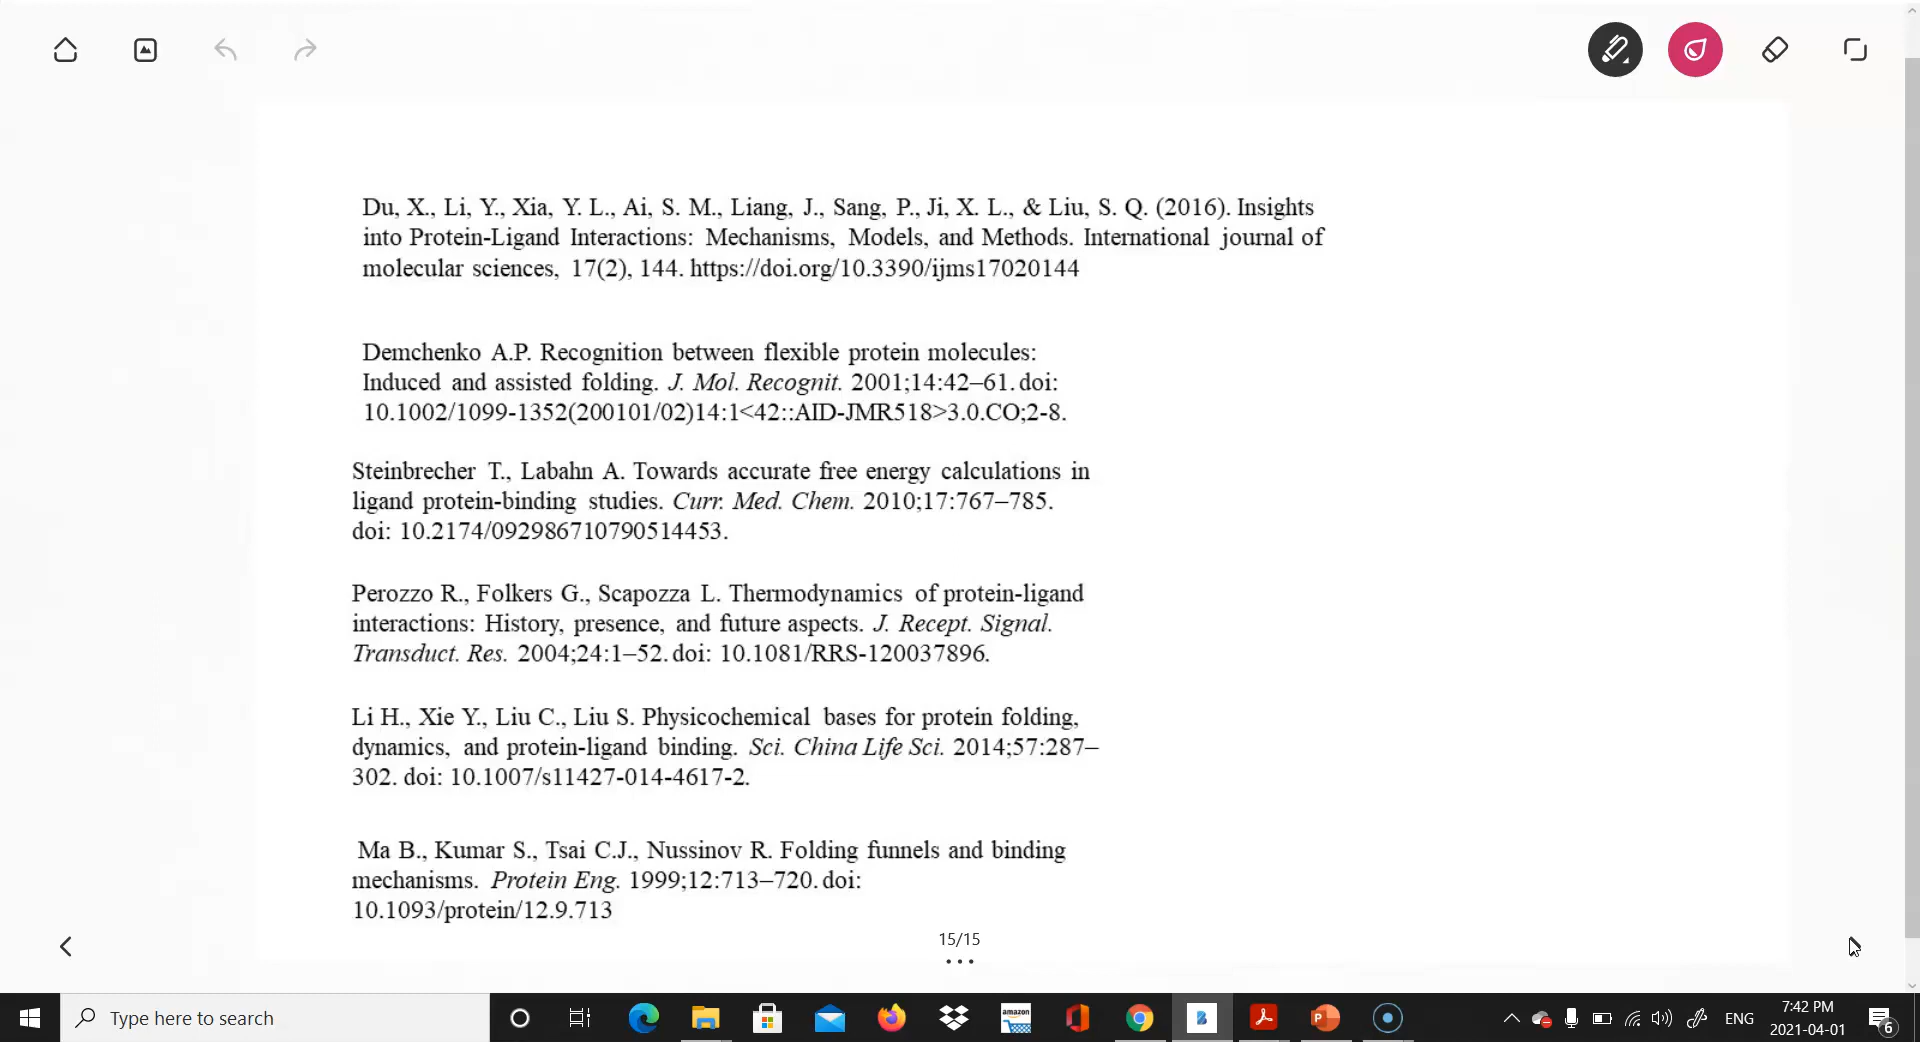 Du, X., Li, Y., Xia, Y. L., Ai, S. M., Liang, J., Sang, P., Ji, X. L., & Liu, S. Q. (2016). Insights
into Protein-Ligand Interactions: Mechanisms, Models, and Methods. International journal of
molecular sciences, 17(2), 144. https://doi.org/10.3390/ijms17020144
Demchenko A.P. Recognition between flexible protein molecules:
Induced and assisted folding. J. Mol. Recognit. 2001;14:42–61. doi:
10.1002/1099-1352(200101/02)14:1<42::AID-JMR518>3.0.CO;2-8.
Steinbrecher T., Labahn A. Towards accurate free energy calculations in
ligand protein-binding studies. Curr. Med. Chem. 2010;17:767–785.
doi: 10.2174/092986710790514453.
Perozzo R., Folkers G., Scapozza L. Thermodynamics of protein-ligand
interactions: History, presence, and future aspects. J. Recept. Signal.
Transduct. Res. 2004;24:1–52. doi: 10.1081/RRS-120037896.
Li H., Xie Y., Liu C., Liu S. Physicochemical bases for protein folding,
dynamics, and protein-ligand binding. Sci. China Life Sci. 2014;57:287–
302. doi: 10.1007/s11427-014-4617-2.
Ma B., Kumar S., Tsai C.J., Nussinov R. Folding funnels and binding
mechanisms. Protein Eng. 1999;12:713–720. doi:
10.1093/protein/12.9.713
15/15
Type here to search
amazon
B
P
ENG
7:42 PM
2021-04-01
6